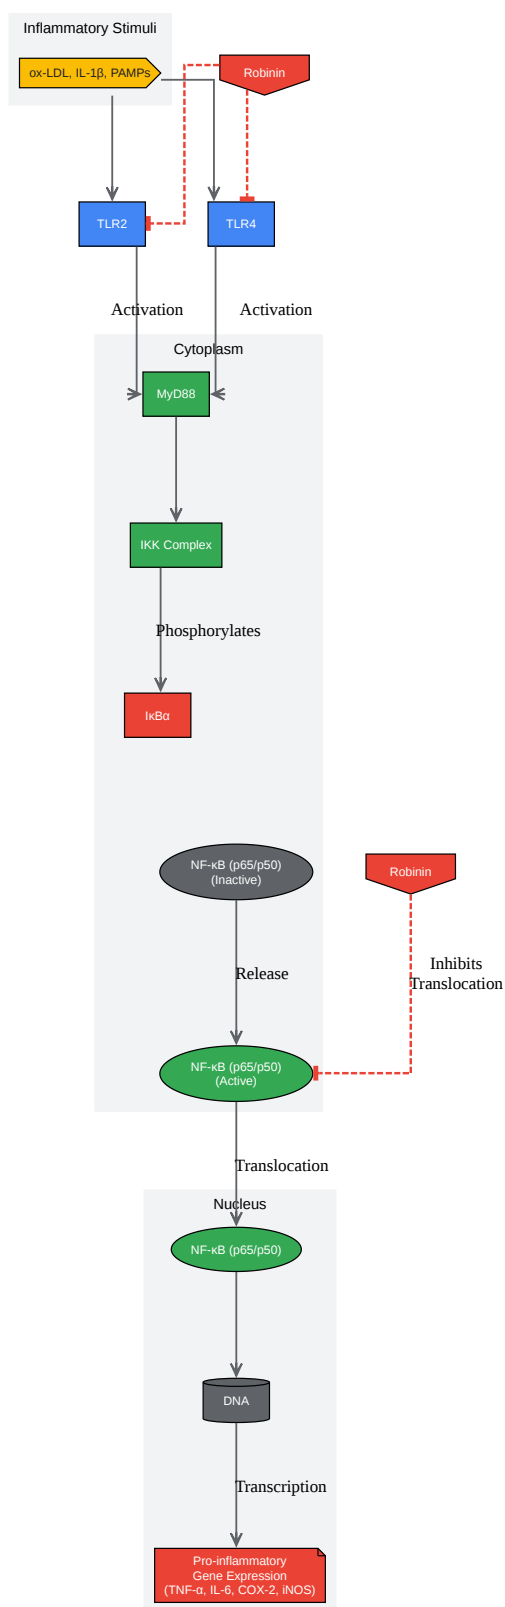 Inflammatory Stimuli
ox-LDL, IL-1β, PAMPs
Robinin
TLR2
TLR4
Activation
Activation
Cytoplasm
MyD88
IKK Complex
Phosphorylates
IκBα
NF-κB (p65/p50)
(Inactive)
Robinin
Inhibits
Translocation
Release
NF-κB (p65/p50)
(Active)
Translocation
Nucleus
NF-κB (p65/p50)
DNA
Transcription
Pro-inflammatory
Gene Expression
(TNF-α, IL-6, COX-2, iNOS)